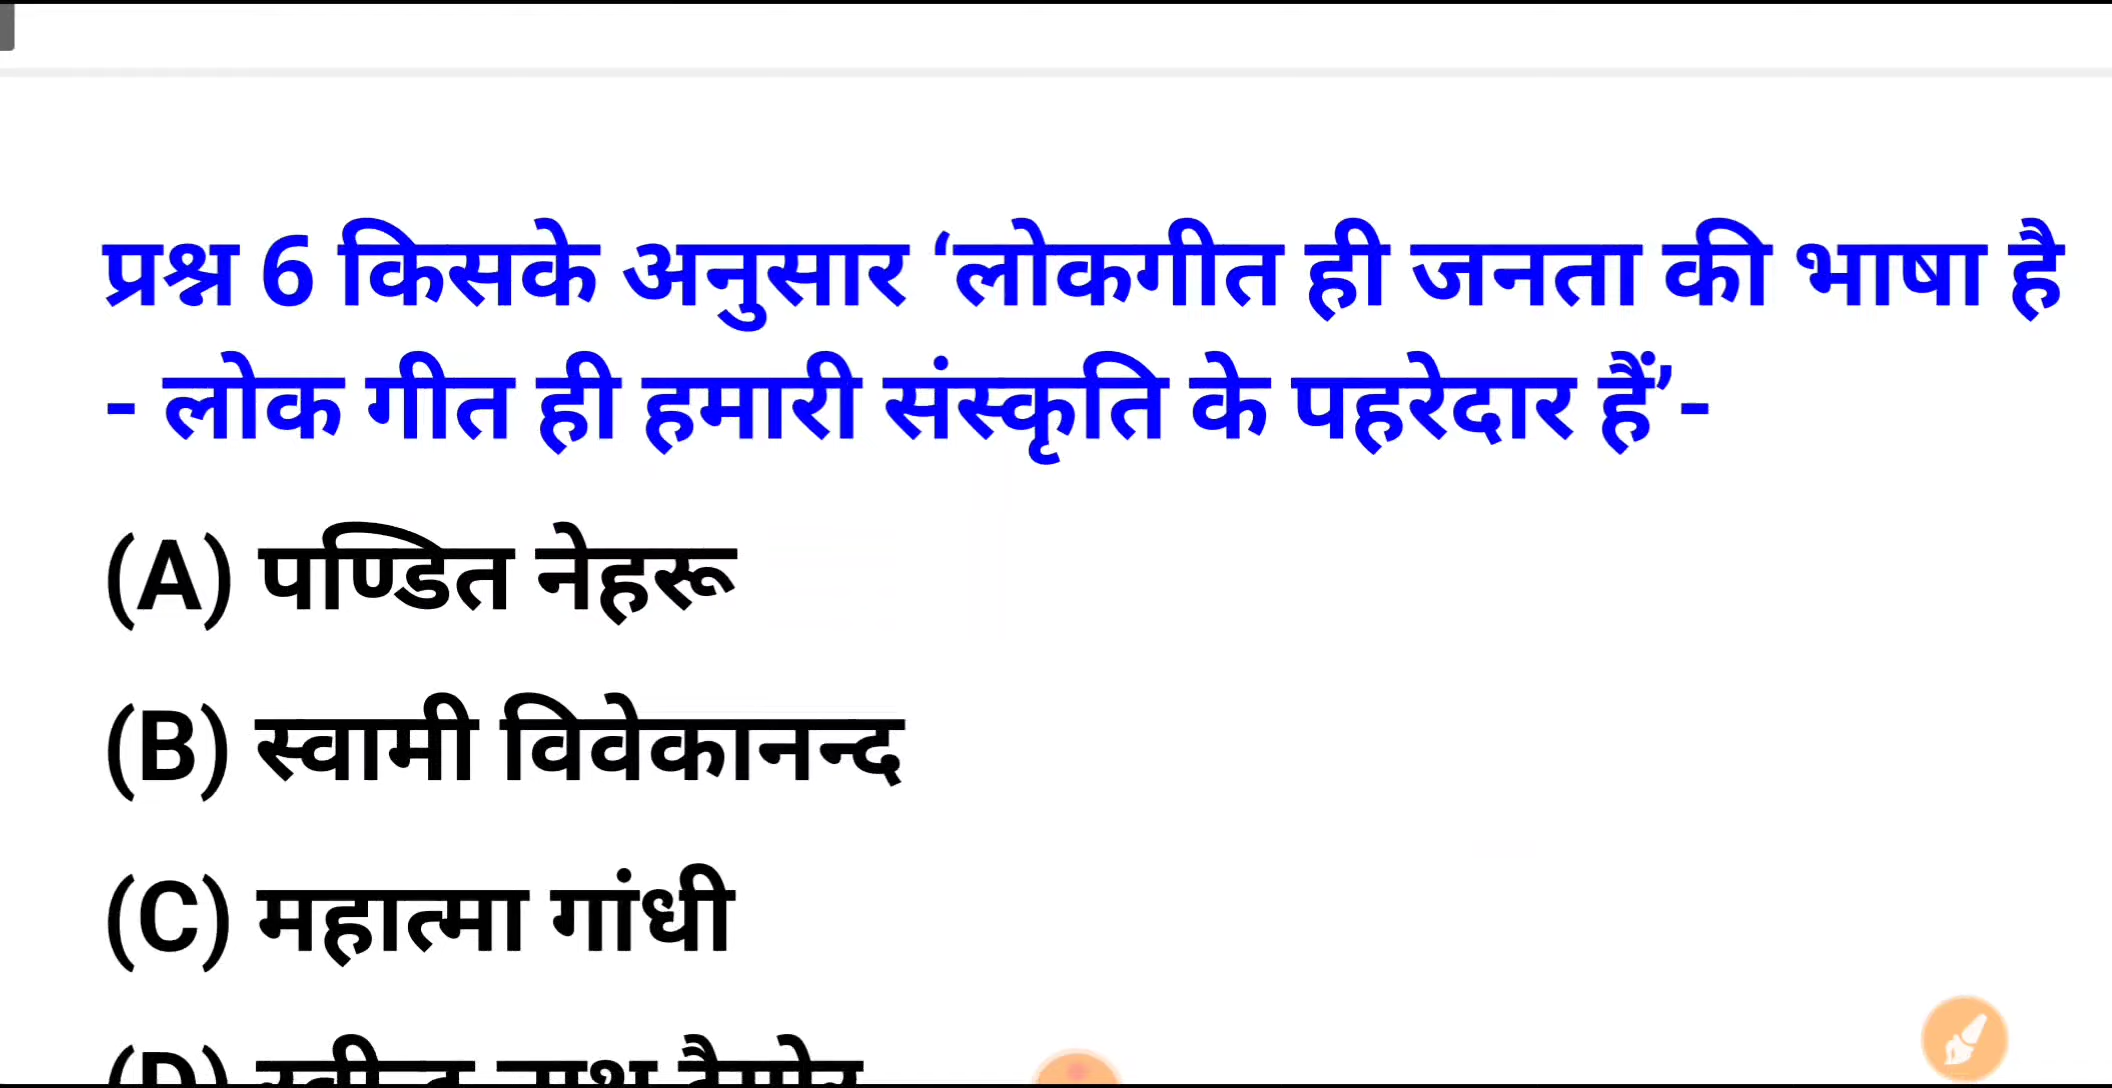 प्रश्न 6 किसके अनुसार ‘लोकगीत ही जनता की भाषा है
- लोक गीत ही हमारी संस्कृति के पहरेदार हैं’-
(A) पण्डित नेहरू
(B) स्वामी विवेकानन्द
(C) महात्मा गांधी
(D)